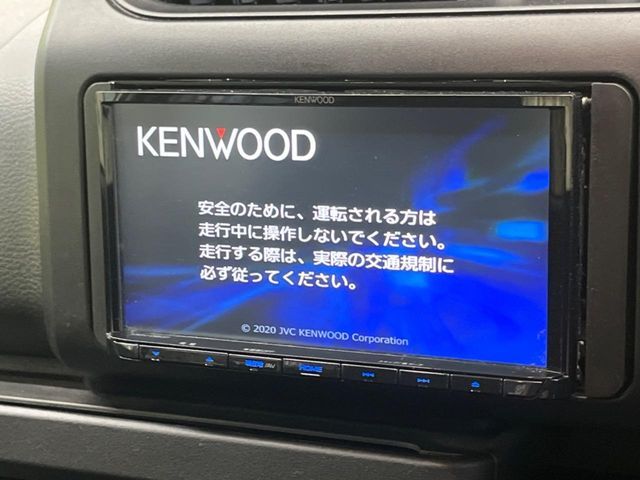 KENWOOD
KENWOOD
安全のために、運転される方は
走行中に操作しないでください。
走行する際は、実際の交通規制に
必ず従ってください。
© 2020 JVC KENWOOD Corporation
HOME